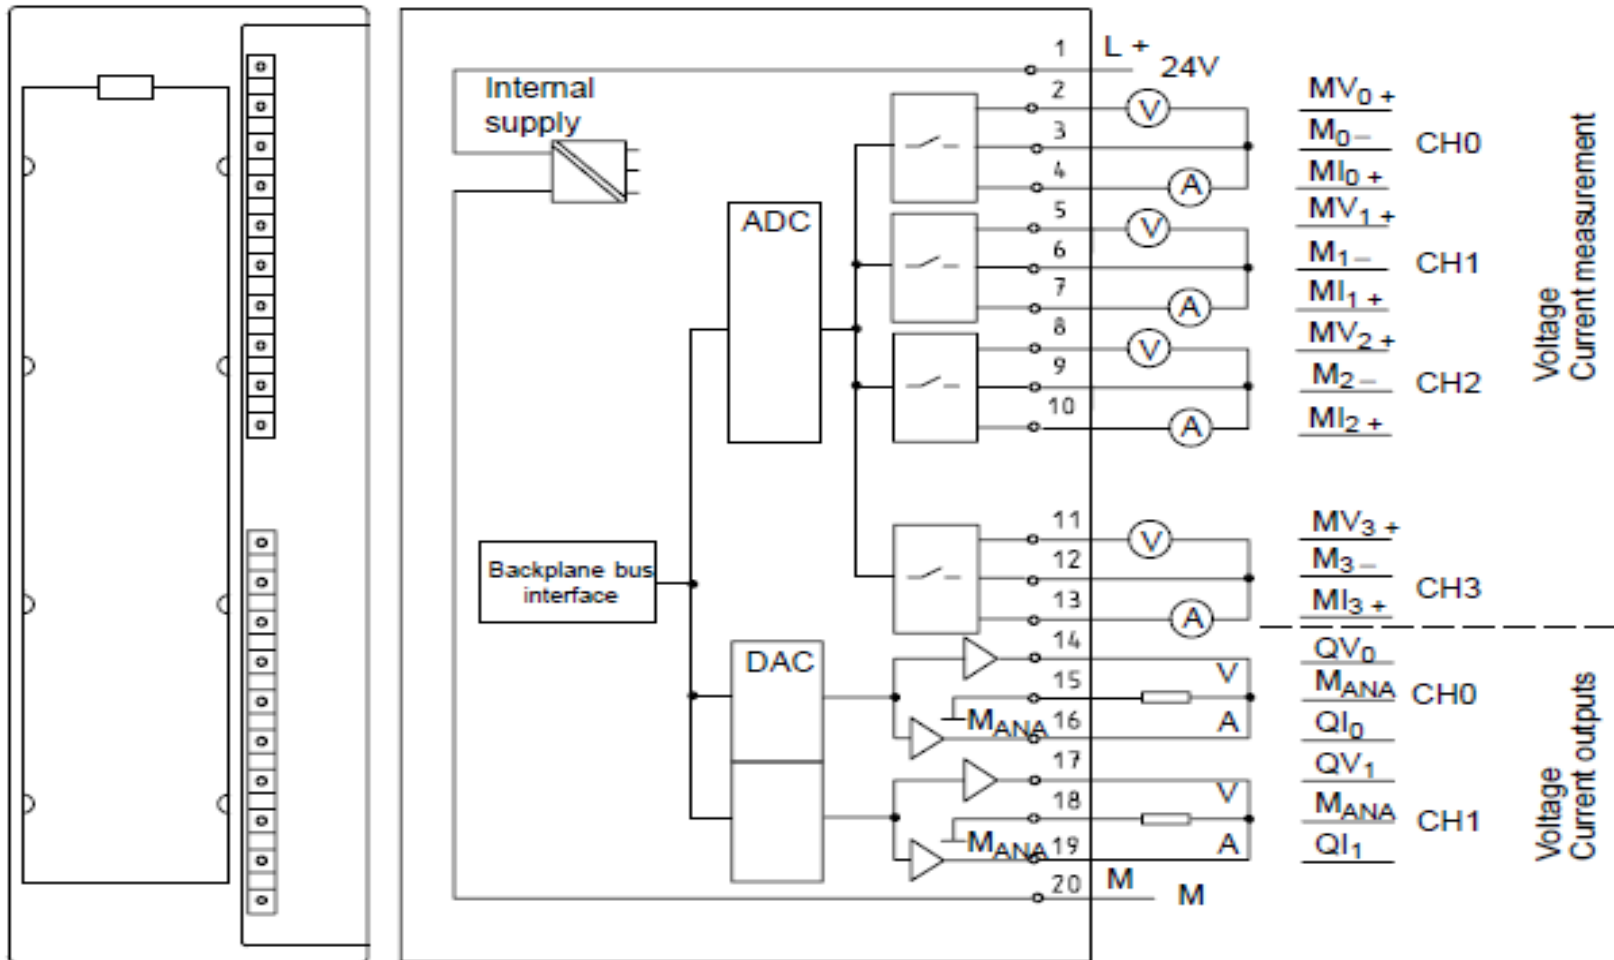 Internal
supply
ADC
Backplane bus
interface
DAC
MANA
MANA
1
2
3
4
5
6
7
8
9
10
11
12
13
14
15
16
17
18
19
20
L +
24V
V
A
V
A
V
A
V
A
V
A
V
A
M
M
MV0 +
M0 –
CH0
MI0 +
MV1 +
M1 –
CH1
MI1 +
MV2 +
M2 –
CH2
MI2 +
MV3 +
M3 –
CH3
MI3 +
QV0
MANA
CH0
QI0
QV1
MANA
CH1
QI1
Voltage
Current measurement
Voltage
Current outputs